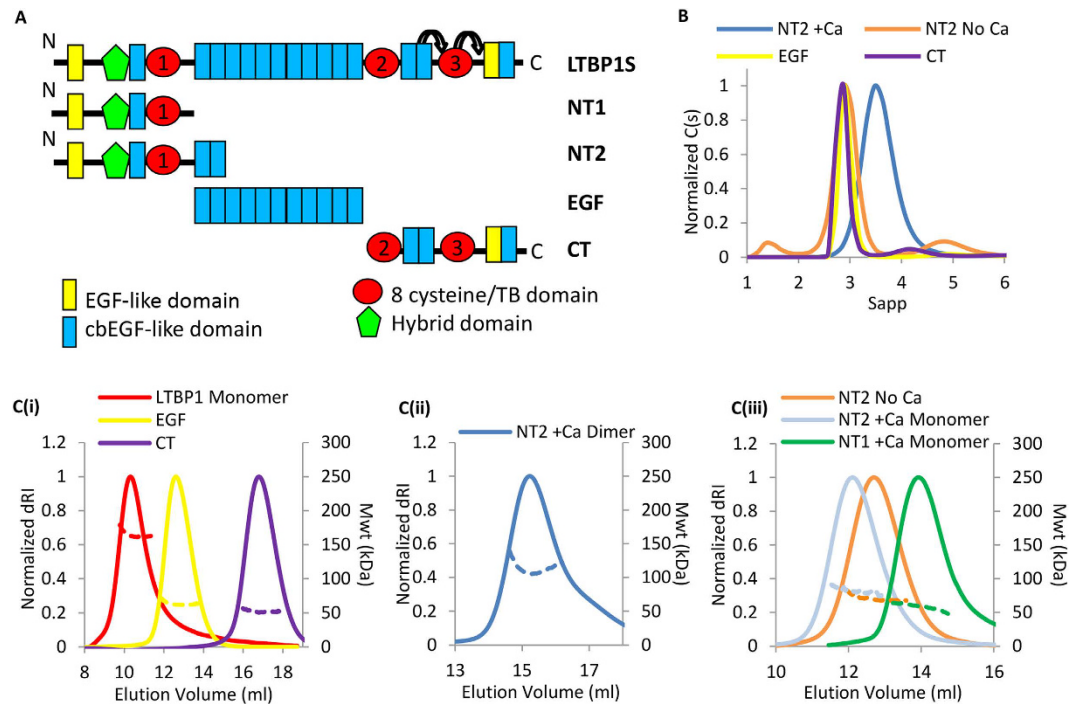 A
N
1
2
3
C
LTBP1S
N
1
NT1
N
1
NT2
EGF
2
3
C
CT
EGF-like domain
cbEGF-like domain
8 cysteine/TB domain
Hybrid domain
B
NT2 +Ca
NT2 No Ca
EGF
CT
Normalized C(s)
1
0.8
0.6
0.4
0.2
0
1 2 3 4 5 6
Sapp
C(i)
LTBP1 Monomer
EGF
CT
Normalized dRI
1.2
1
0.8
0.6
0.4
0.2
0
300
250
200
150
100
50
0
Mwt (kDa)
8 10 12 14 16 18
Elution Volume (ml)
C(ii)
NT2 +Ca Dimer
Normalized dRI
1.2
1
0.8
0.6
0.4
0.2
0
300
250
200
150
100
50
0
Mwt (kDa)
13 15 17
Elution Volume (ml)
C(iii)
NT2 No Ca
NT2 +Ca Monomer
NT1 +Ca Monomer
Normalized dRI
1.2
1
0.8
0.6
0.4
0.2
0
300
250
200
150
100
50
0
Mwt (kDa)
10 12 14 16
Elution Volume (ml)